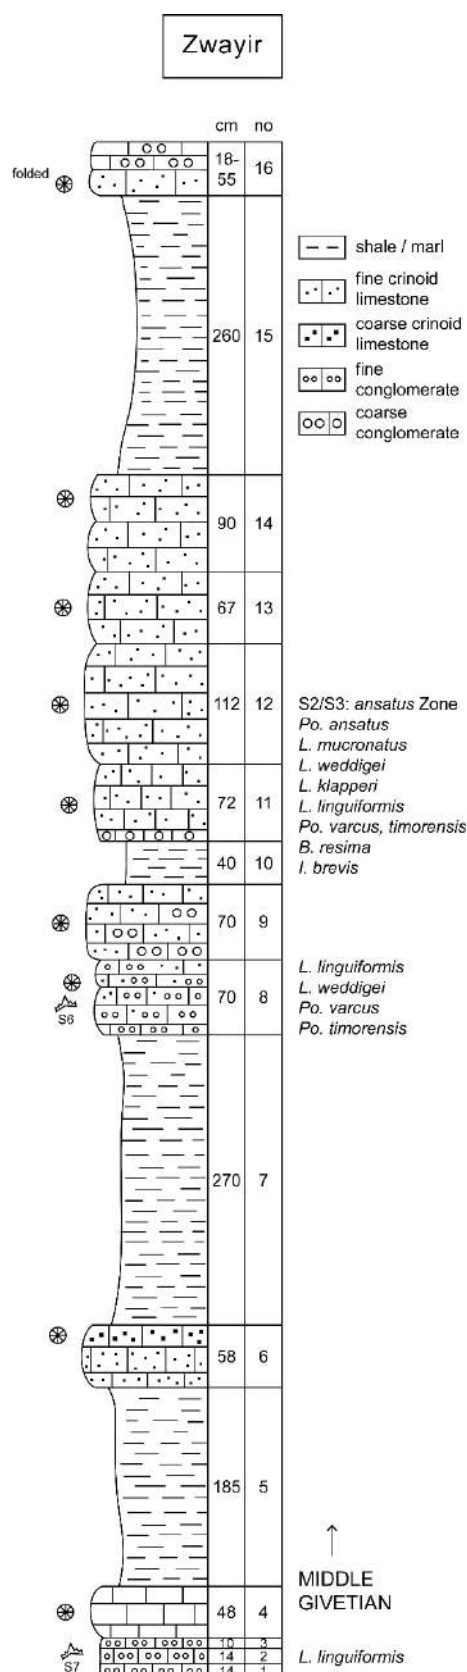 Zwayir
cm no
folded
18-
55
16
shale / marl
fine crinoid
limestone
coarse crinoid
limestone
fine
conglomerate
coarse
conglomerate
260 15
90 14
67 13
112 12
S2/S3: ansatus Zone
Po. ansatus
L. mucronatus
L. weddigei
L. klapperi
L. linguiformis
Po. varcus, timorensis
B. resima
I. brevis
72 11
40 10
70 9
70 8
L. linguiformis
L. weddigei
Po. varcus
Po. timorensis
S6
270 7
58 6
185 5
MIDDLE
GIVETIAN
48 4
10 3
14 2
L. linguiformis
S7
14 1